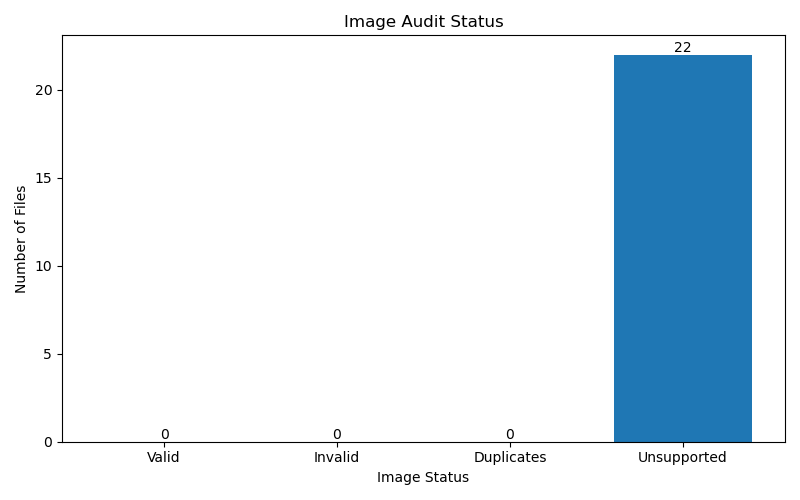 Image Audit Status
22
20
15
10
5
0
0
0
0
Number of Files
Valid
Invalid
Duplicates
Unsupported
Image Status